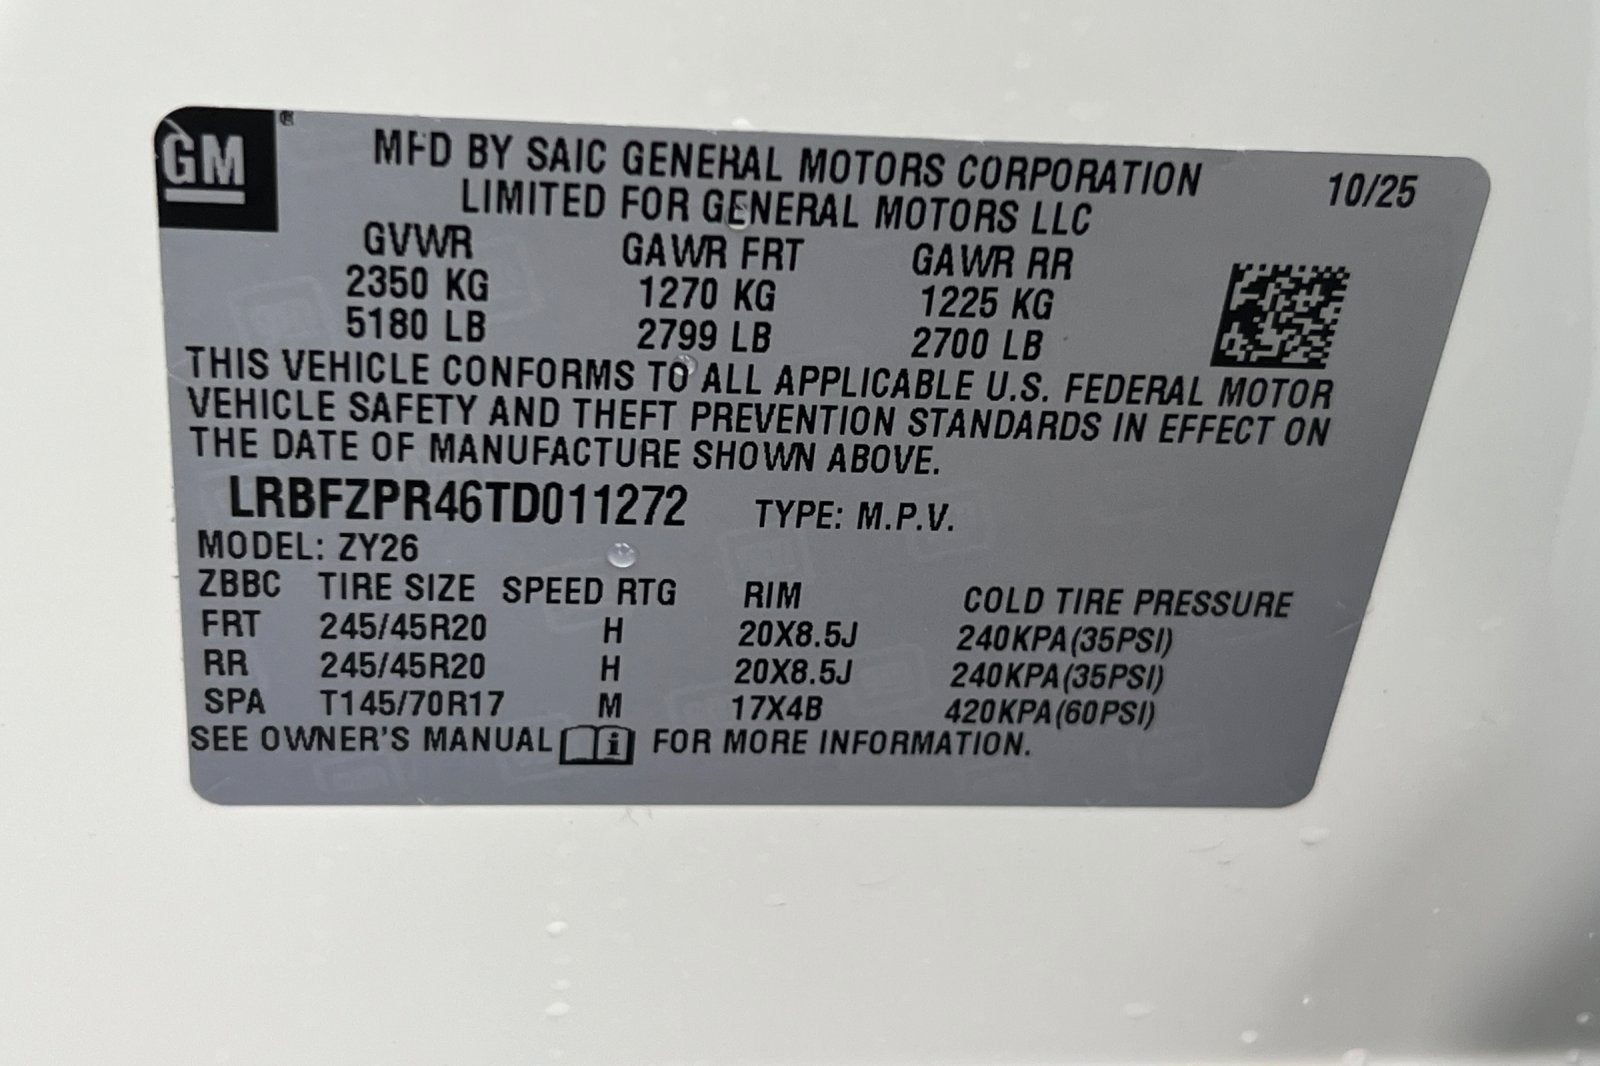 GM ®
MFD BY SAIC GENERAL MOTORS CORPORATION 10/25
LIMITED FOR GENERAL MOTORS LLC
GVWR GAWR FRT GAWR RR
2350 KG 1270 KG 1225 KG
5180 LB 2799 LB 2700 LB
THIS VEHICLE CONFORMS TO ALL APPLICABLE U.S. FEDERAL MOTOR
VEHICLE SAFETY AND THEFT PREVENTION STANDARDS IN EFFECT ON
THE DATE OF MANUFACTURE SHOWN ABOVE.
LRBFZPR46TD011272 TYPE: M.P.V.
MODEL: ZY26
ZBBC TIRE SIZE SPEED RTG RIM COLD TIRE PRESSURE
FRT 245/45R20 H 20X8.5J 240KPA(35PSI)
RR 245/45R20 H 20X8.5J 240KPA(35PSI)
SPA T145/70R17 M 17X4B 420KPA(60PSI)
SEE OWNER'S MANUAL i FOR MORE INFORMATION.